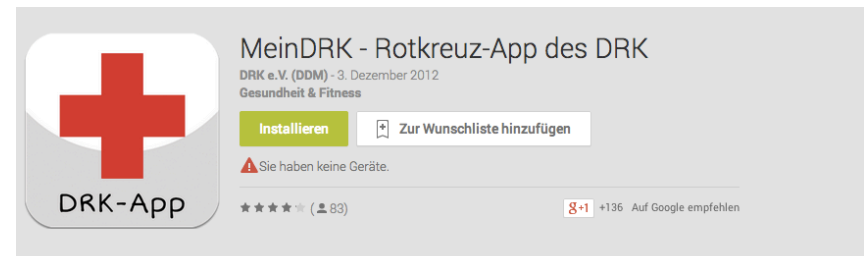 MeinDRK - Rotkreuz-App des DRK
DRK e.V. (DDM) - 3. Dezember 2012
Gesundheit & Fitness
Installieren
Zur Wunschliste hinzufügen
Sie haben keine Geräte.
DRK-App
(83)
g+1 +136 Auf Google empfehlen